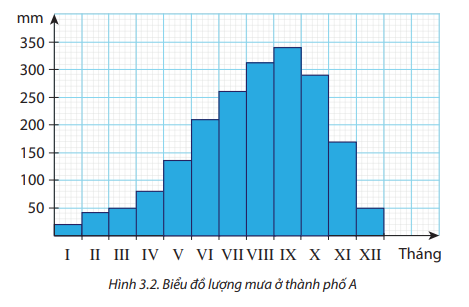 mm
350
300
250
200
150
100
50
I II III IV V VI VII VIII IX X XI XII Tháng
Hình 3.2. Biểu đồ lượng mưa ở thành phố A